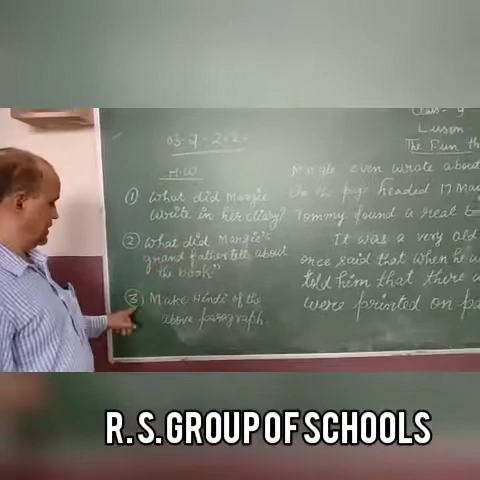 03-7-202
H.W
① What did Margie
write in her diary?
② What did Margie's
grand father tell about
the book"
③ Make Hindi of the
above paragraph.
Class - 9
Lusson
The Fun th
Margie even wrote about
On the page headed 17 Ma
Tommy found a real
It was a very old
once said that when he w
told him that there w
were printed on pa
R. S. GROUP OF SCHOOLS